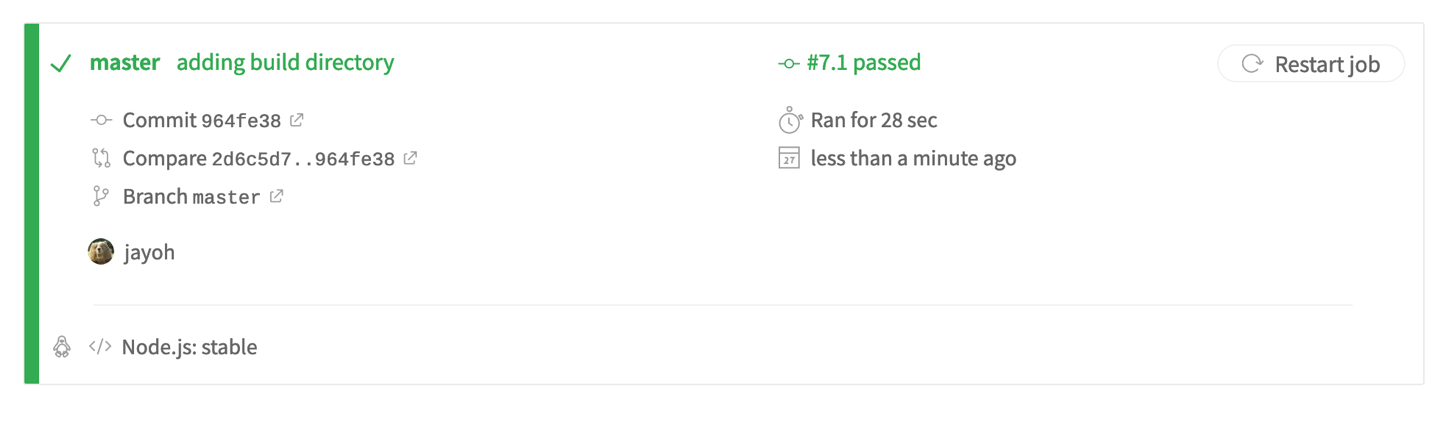 master adding build directory
#7.1 passed
Restart job
Commit 964fe38
Compare 2d6c5d7..964fe38
Branch master
Ran for 28 sec
27 less than a minute ago
jayoh
</> Node.js: stable